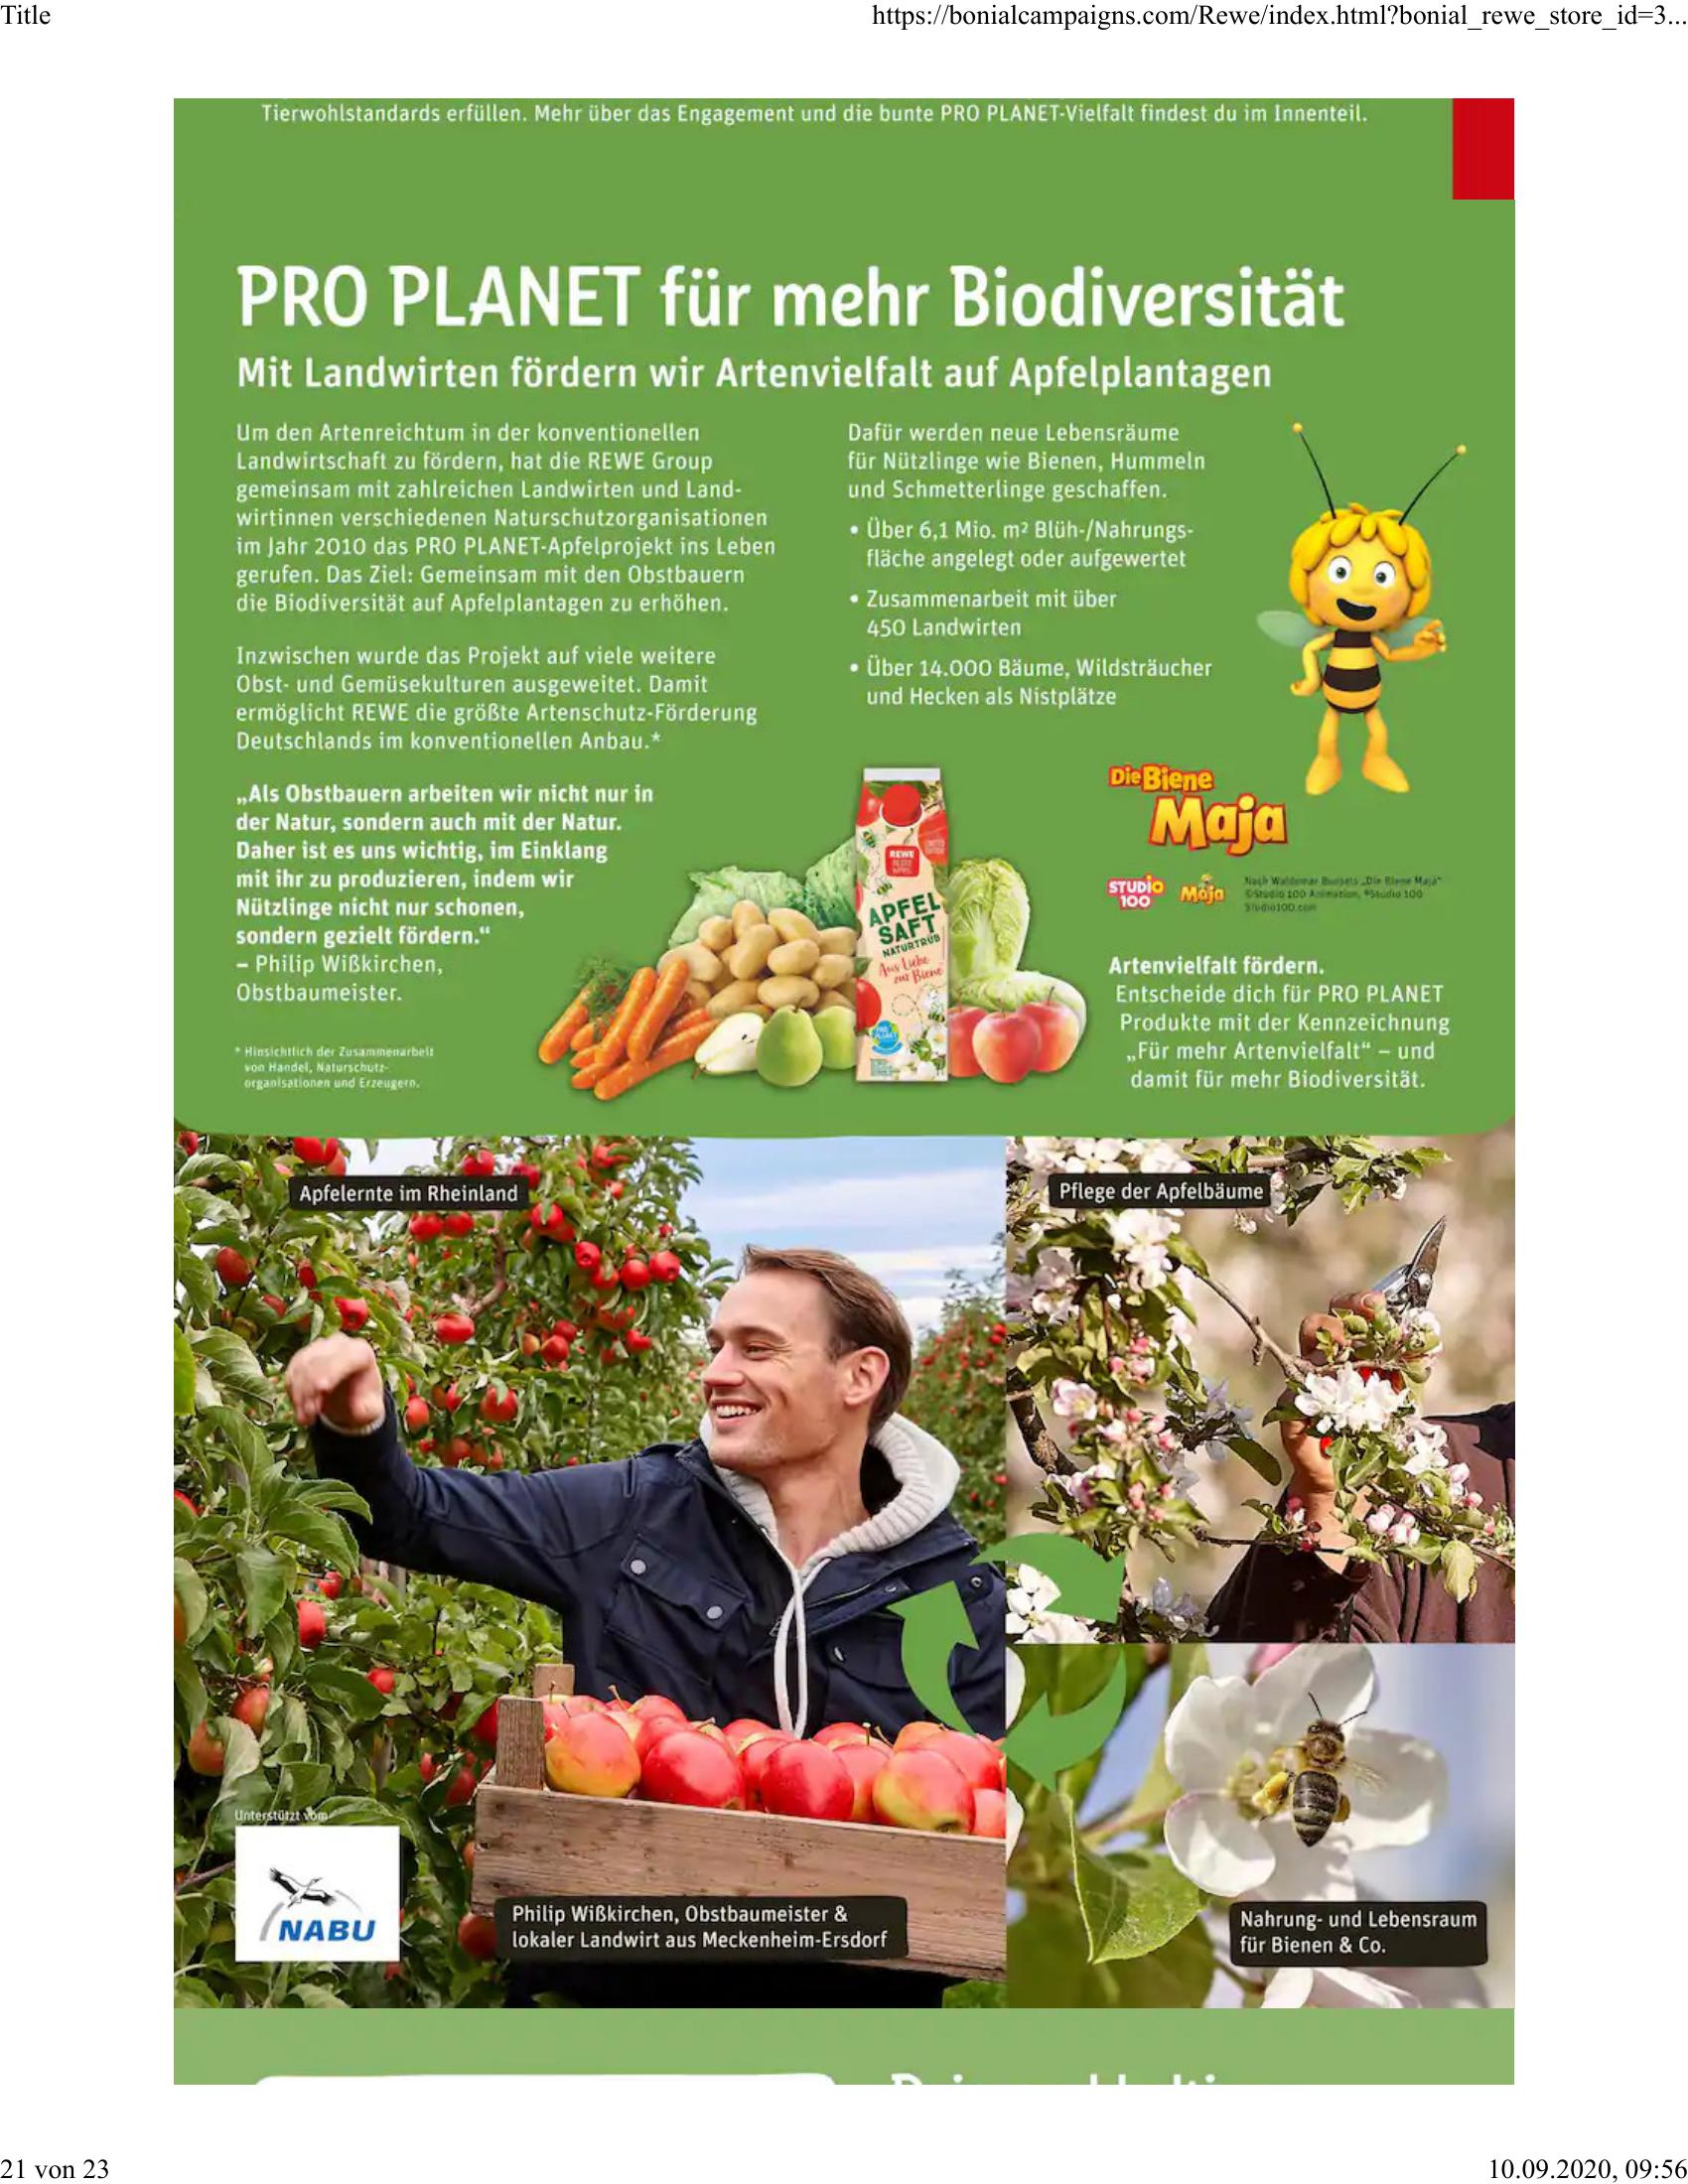 Title
https://bonialcampaigns.com/Rewe/index.html?bonial_rewe_store_id=3...
Tierwohlstandards erfüllen. Mehr über das Engagement und die bunte PRO PLANET-Vielfalt findest du im Innenteil.
PRO PLANET für mehr Biodiversität
Mit Landwirten fördern wir Artenvielfalt auf Apfelplantagen
Um den Artenreichtum in der konventionellen
Landwirtschaft zu fördern, hat die REWE Group
gemeinsam mit zahlreichen Landwirten und Land-
wirtinnen verschiedenen Naturschutzorganisationen
im Jahr 2010 das PRO PLANET-Apfelprojekt ins Leben
gerufen. Das Ziel: Gemeinsam mit den Obstbauern
die Biodiversität auf Apfelplantagen zu erhöhen.
Inzwischen wurde das Projekt auf viele weitere
Obst- und Gemüsekulturen ausgeweitet. Damit
ermöglicht REWE die größte Artenschutz-Förderung
Deutschlands im konventionellen Anbau.*
„Als Obstbauern arbeiten wir nicht nur in
der Natur, sondern auch mit der Natur.
Daher ist es uns wichtig, im Einklang
mit ihr zu produzieren, indem wir
Nützlinge nicht nur schonen,
sondern gezielt fördern.“
– Philip Wißkirchen,
Obstbaumeister.
* Hinsichtlich der Zusammenarbeit
von Handel, Naturschutz-
organisationen und Erzeugern.
Dafür werden neue Lebensräume
für Nützlinge wie Bienen, Hummeln
und Schmetterlinge geschaffen.
• Über 6,1 Mio. m² Blüh-/Nahrungs-
fläche angelegt oder aufgewertet
• Zusammenarbeit mit über
450 Landwirten
• Über 14.000 Bäume, Wildsträucher
und Hecken als Nistplätze
REWE
APFEL
SAFT
NATURTRÜB
Aus Liebe
zur Biene
Die Biene
Maja
STUDIO
100
Maja
Nach Waldemar Bonsels „Die Biene Maja“
©Studio 100 Animation, ®Studio 100
Studio100.com
Artenvielfalt fördern.
Entscheide dich für PRO PLANET
Produkte mit der Kennzeichnung
„Für mehr Artenvielfalt“ – und
damit für mehr Biodiversität.
Apfelernte im Rheinland
Pflege der Apfelbäume
Unterstützt vom
NABU
Philip Wißkirchen, Obstbaumeister &
lokaler Landwirt aus Meckenheim-Ersdorf
Nahrung- und Lebensraum
für Bienen & Co.
21 von 23
10.09.2020, 09:56